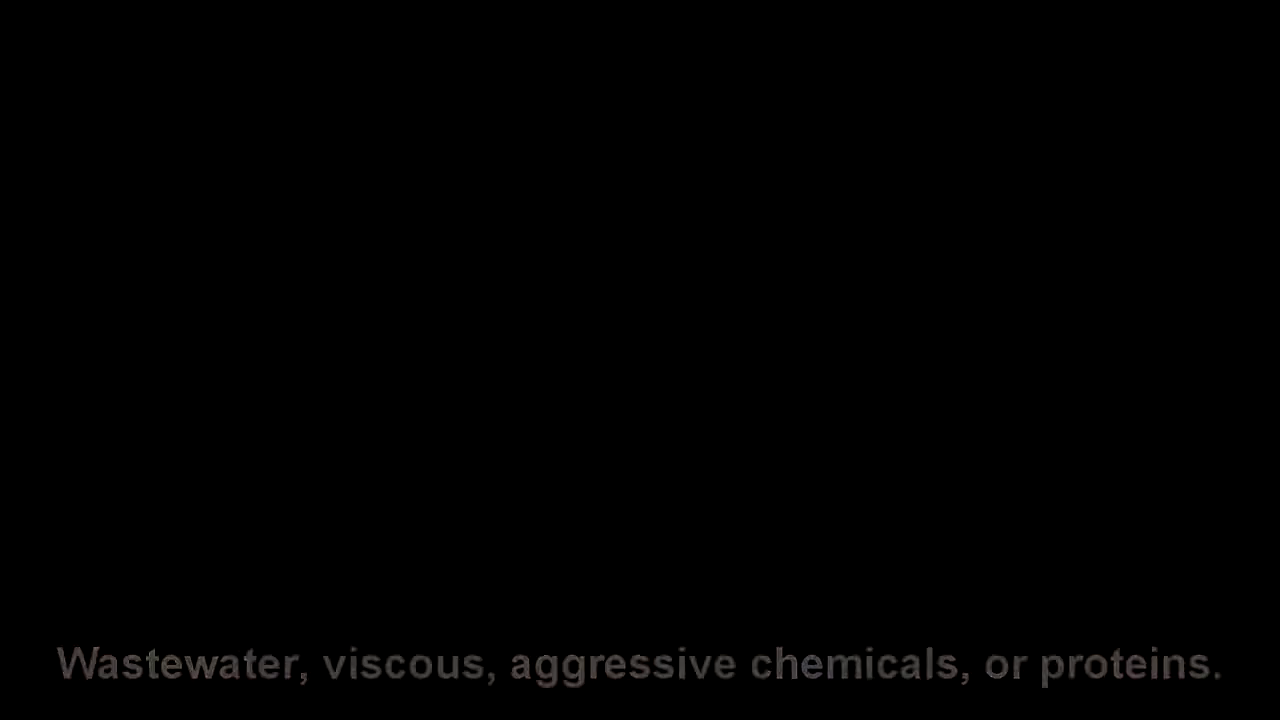 Wastewater, viscous, aggressive chemicals, or proteins.